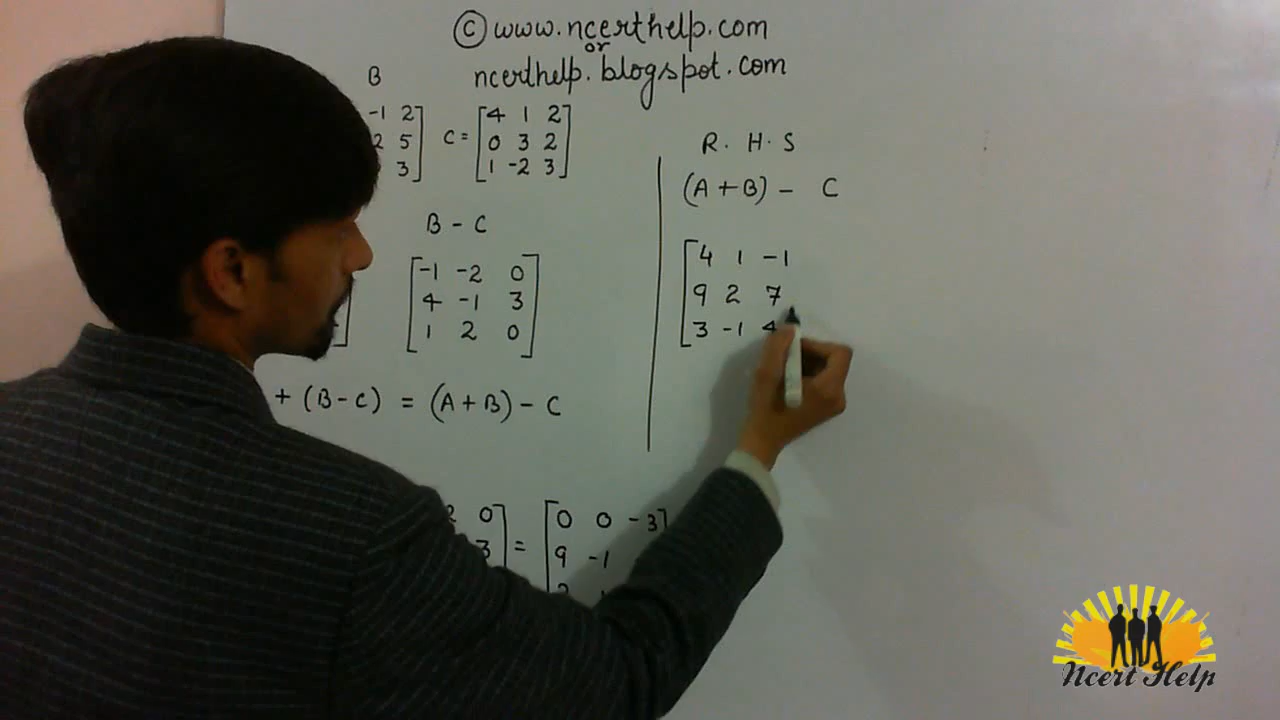 © www.ncerthelp.com
or
ncerthelp.blogspot.com
B
-1 2
2 5
3
C = [4 1 2
0 3 2
1 -2 3]
R. H. S
(A + B) - C
B - C
[4 1 -1
9 2 7
3 -1 4
[-1 -2 0
4 -1 3
1 2 0]
+ (B - C) = (A + B) - C
2 0
3
= [0 0 -3]
9 -1
Ncert Help